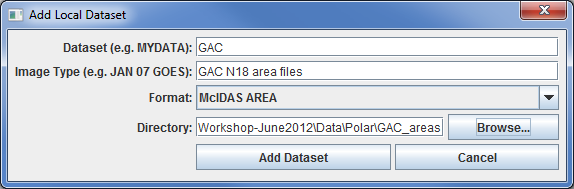 Add Local Dataset
Dataset (e.g. MYDATA): GAC
Image Type (e.g. JAN 07 GOES): GAC N18 area files
Format: McIDAS AREA
Directory: Workshop-June2012\Data\Polar\GAC_areas Browse...
Add Dataset Cancel